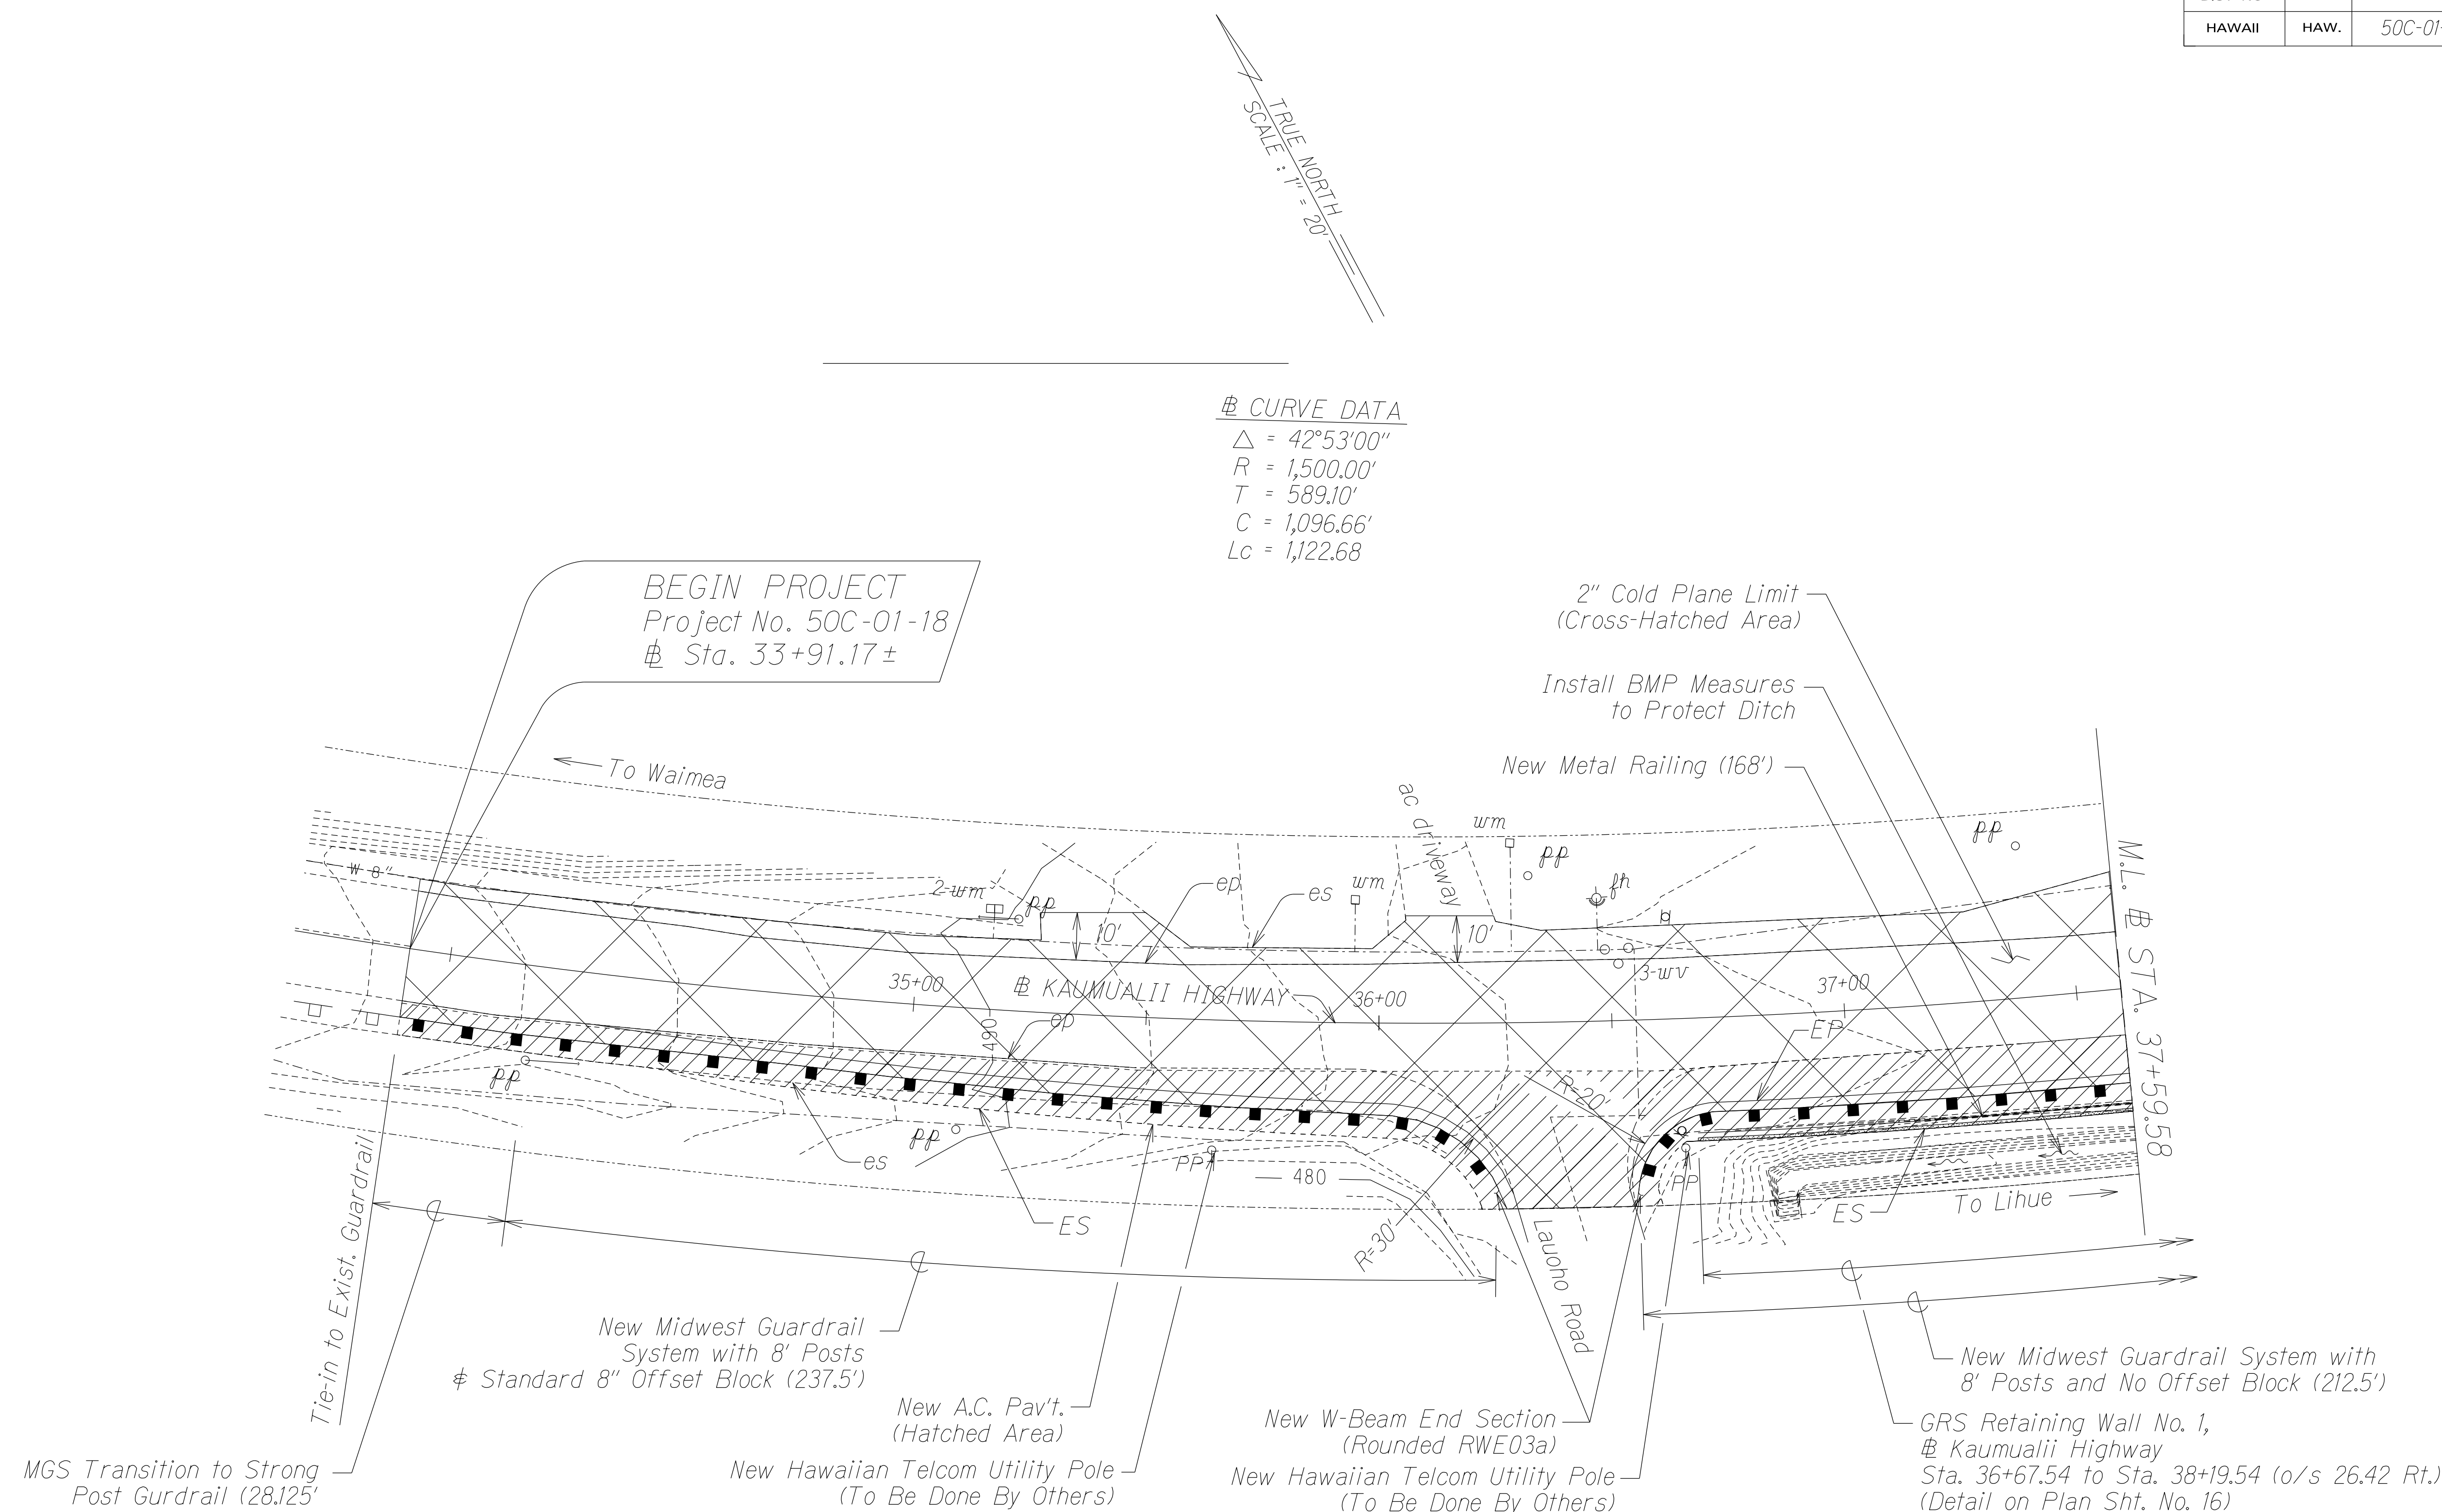 HAWAII HAW. 50C-01-
TRUE NORTH
SCALE : 1" = 20'
℄ CURVE DATA
△ = 42°53'00"
R = 1,500.00'
T = 589.10'
C = 1,096.66'
Lc = 1,122.68
BEGIN PROJECT
Project No. 50C-01-18
℄ Sta. 33+91.17±
2" Cold Plane Limit
(Cross-Hatched Area)
Install BMP Measures
to Protect Ditch
New Metal Railing (168')
To Waimea
ac driveway
wm
pp
pp
W 8"
2-wm
pp
ep
es
wm
fh
10'
10'
3-wv
M.L. ℄ STA. 37+59.58
35+00
℄ KAUMUALII HIGHWAY
36+00
37+00
490
ep
EP
pp
R=20'
pp
es
PP
480
PP
ES
ES
To Lihue
R=30'
Lauoho Road
Tie-in to Exist. Guardrail
New Midwest Guardrail
System with 8' Posts
& Standard 8" Offset Block (237.5')
New Midwest Guardrail System with
8' Posts and No Offset Block (212.5')
New A.C. Pav't.
(Hatched Area)
New W-Beam End Section
(Rounded RWE03a)
GRS Retaining Wall No. 1,
℄ Kaumualii Highway
Sta. 36+67.54 to Sta. 38+19.54 (o/s 26.42 Rt.)
(Detail on Plan Sht. No. 16)
MGS Transition to Strong
Post Gurdrail (28.125'
New Hawaiian Telcom Utility Pole
(To Be Done By Others)
New Hawaiian Telcom Utility Pole
(To Be Done By Others)